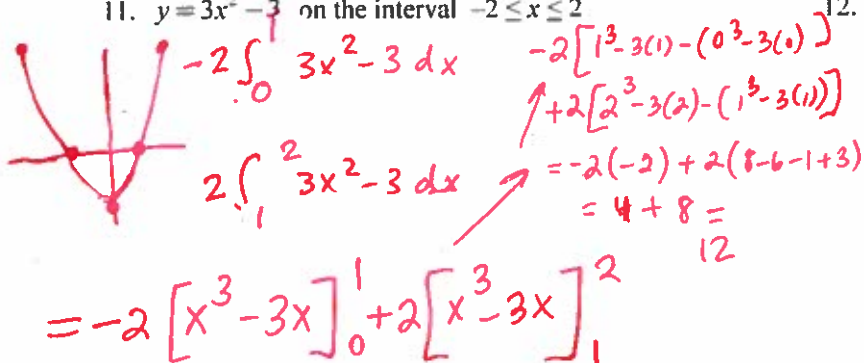 11. y = 3x² − 3 on the interval −2 ≤ x ≤ 2
12.
−2∫₀¹ 3x² − 3 dx
2∫₁² 3x² − 3 dx
= −2[x³ − 3x]₀¹ + 2[x³ − 3x]₁²
−2[1³ − 3(1) − (0³ − 3(0)]
+2[2³ − 3(2) − (1³ − 3(1))]
= −2(−2) + 2(8−6−1+3)
= 4 + 8 =
12